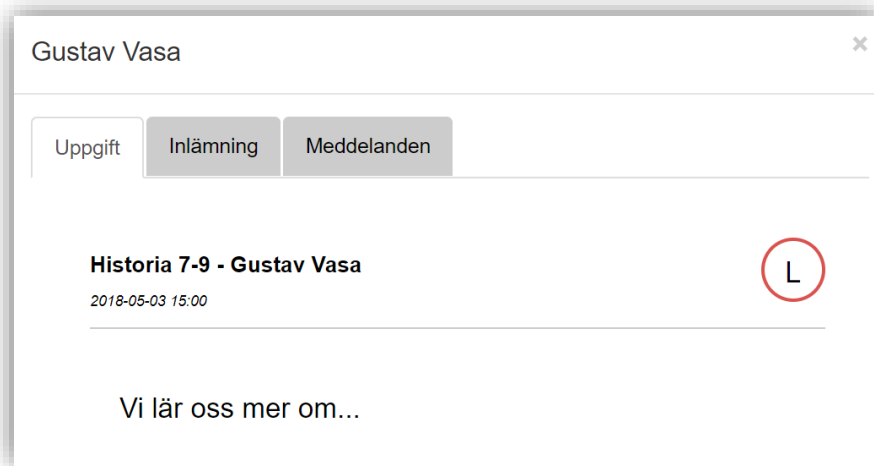 Gustav Vasa ×
Uppgift Inlämning Meddelanden
Historia 7-9 - Gustav Vasa
L
2018-05-03 15:00
Vi lär oss mer om...